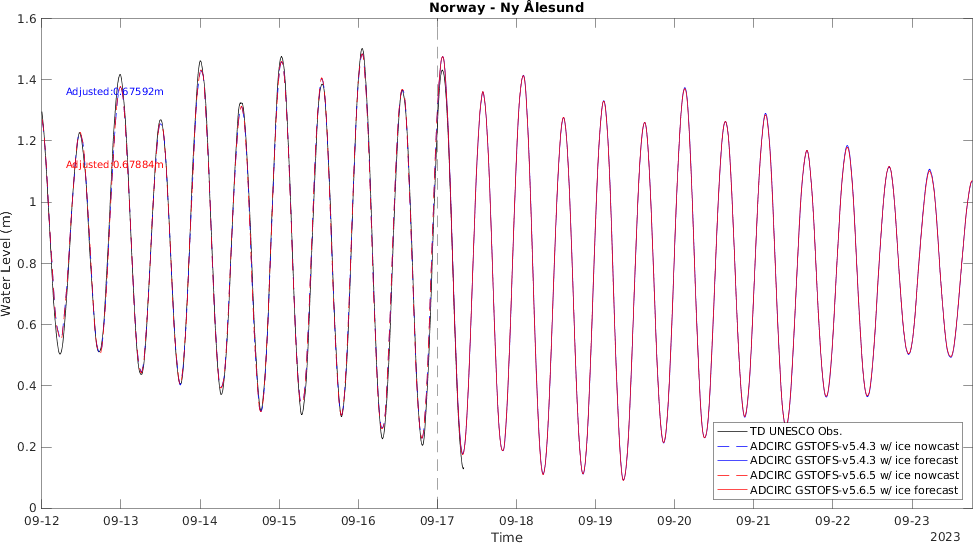 Norway - Ny Ålesund
1.6
1.4
1.2
1
0.8
0.6
0.4
0.2
0
Water Level (m)
Adjusted:0.67592m
Adjusted:0.67884m
TD UNESCO Obs.
ADCIRC GSTOFS-v5.4.3 w/ ice nowcast
ADCIRC GSTOFS-v5.4.3 w/ ice forecast
ADCIRC GSTOFS-v5.6.5 w/ ice nowcast
ADCIRC GSTOFS-v5.6.5 w/ ice forecast
09-12 09-13 09-14 09-15 09-16 09-17 09-18 09-19 09-20 09-21 09-22 09-23
Time
2023